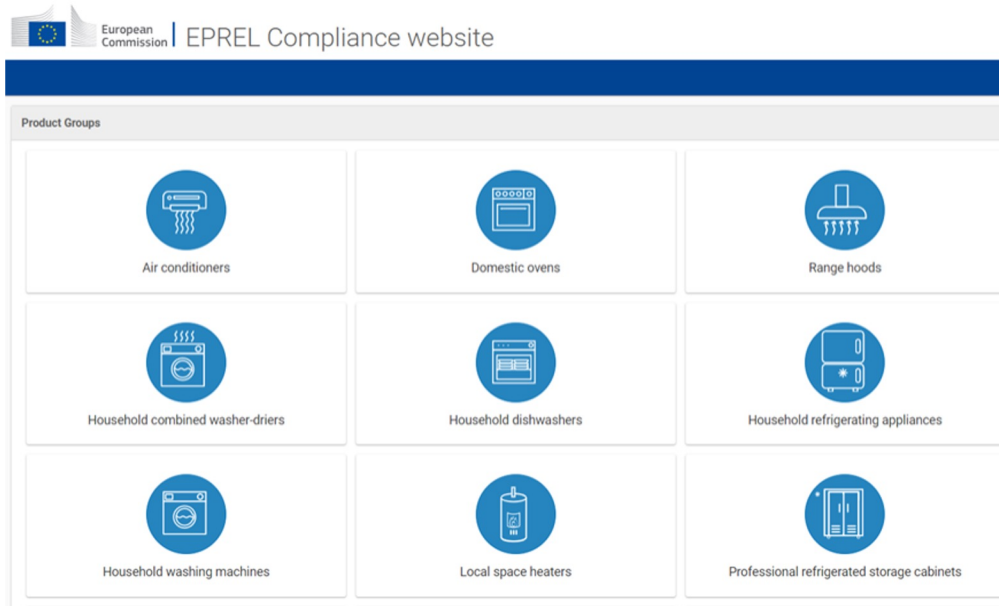 European
Commission
EPREL Compliance website
Product Groups
Air conditioners
Domestic ovens
Range hoods
Household combined washer-driers
Household dishwashers
Household refrigerating appliances
Household washing machines
Local space heaters
Professional refrigerated storage cabinets